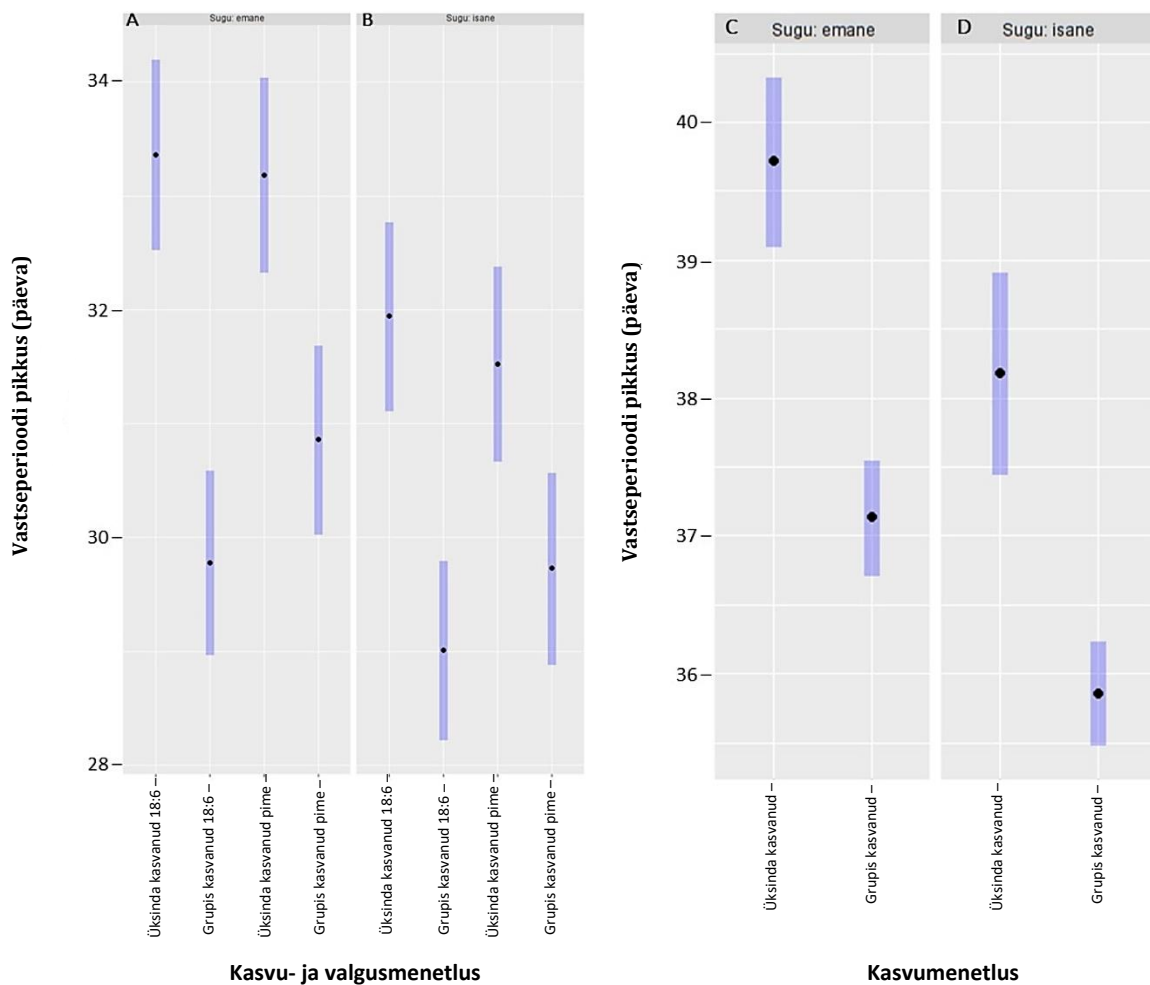 A
Sugu: emane
B
Sugu: isane
34
32
30
28
Vastseperioodi pikkus (päeva)
Üksinda kasvanud 18:6
Grupis kasvanud 18:6
Üksinda kasvanud pime
Grupis kasvanud pime
Üksinda kasvanud 18:6
Grupis kasvanud 18:6
Üksinda kasvanud pime
Grupis kasvanud pime
Kasvu- ja valgusmenetlus
C
Sugu: emane
D
Sugu: isane
40
39
38
37
36
Vastseperioodi pikkus (päeva)
Üksinda kasvanud
Grupis kasvanud
Üksinda kasvanud
Grupis kasvanud
Kasvumenetlus